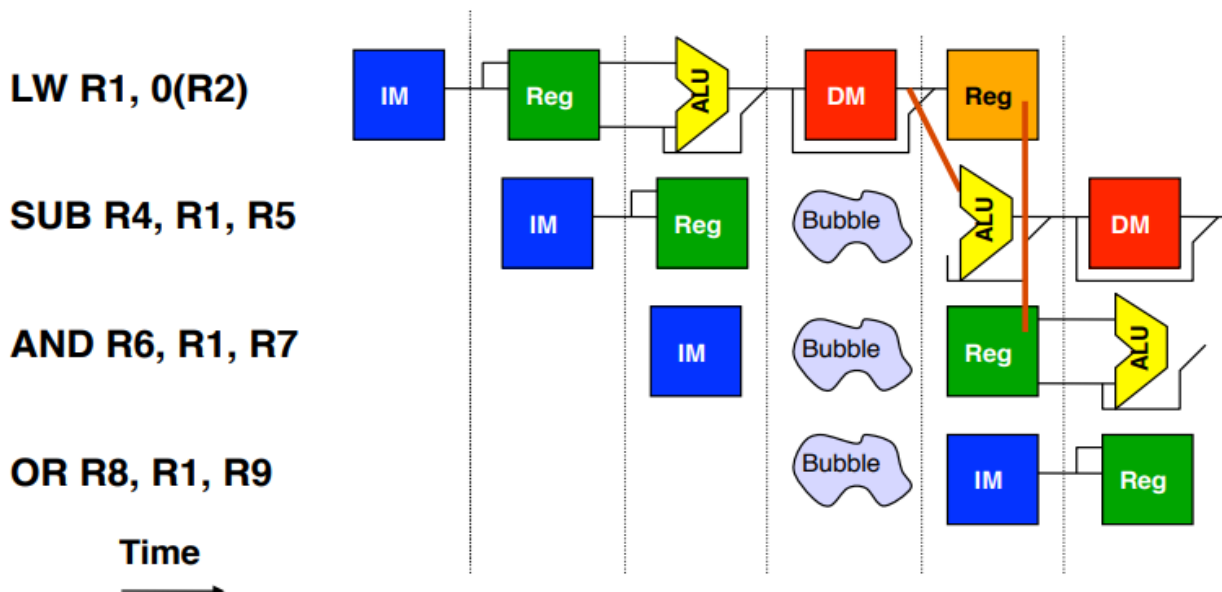 LW R1, 0(R2) IM Reg ALU DM Reg
SUB R4, R1, R5 IM Reg Bubble ALU DM
AND R6, R1, R7 IM Bubble Reg ALU
OR R8, R1, R9 Bubble IM Reg
Time